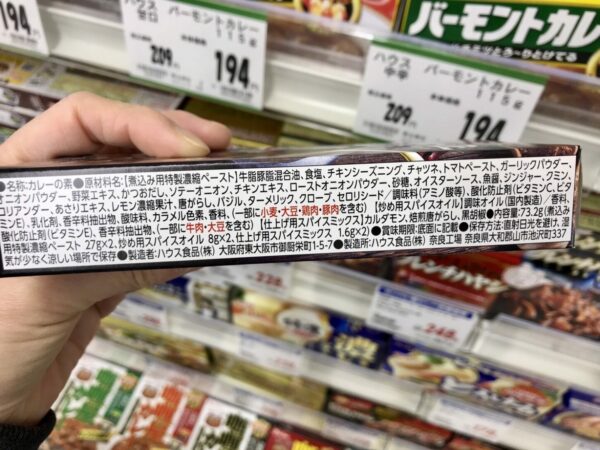 194
ハウス バーモントカレー
甘口 115g
209 194
バーモントカレ
ハウス バーモントカレー
中辛 115g
209 194
●名称:カレーの素●原材料名:【煮込み用特製濃縮ペースト】牛脂豚脂混合油、食塩、チキンシーズニング、チャツネ、トマトペースト、ガーリックパウダー、
オニオンパウダー、野菜エキス、かつおだし、ソテーオニオン、チキンエキス、ローストオニオンパウダー、砂糖、オイスターソース、魚醤、ジンジャー、クミン、
コリアンダー、あさりエキス、レモン濃縮果汁、唐がらし、バジル、ターメリック、クローブ、セロリシード/調味料(アミノ酸等)、酸化防止剤(ビタミンC、ビタ
ミンE)、乳化剤、香辛料抽出物、酸味料、カラメル色素、香料、(一部に小麦・大豆・鶏肉・豚肉を含む)【炒め用スパイスオイル】調味オイル(国内製造)、
酸化防止剤(ビタミンE)、香辛料抽出物、(一部に牛肉・大豆を含む)【仕上げ用スパイスミックス】カルダモン、焙煎唐がらし、黒胡椒●内容量:73.2g(煮込み
用特製濃縮ペースト 27g×2、炒め用スパイスオイル 8g×2、仕上げ用スパイスミックス 1.6g×2)●賞味期限:底面に記載●保存方法:直射日光を避け、湿
気が少なく涼しい場所で保存●製造者:ハウス食品(株) 大阪府東大阪市御厨栄町1-5-7●製造所:ハウス食品(株) 奈良工場 奈良県大和郡山市池沢町
248